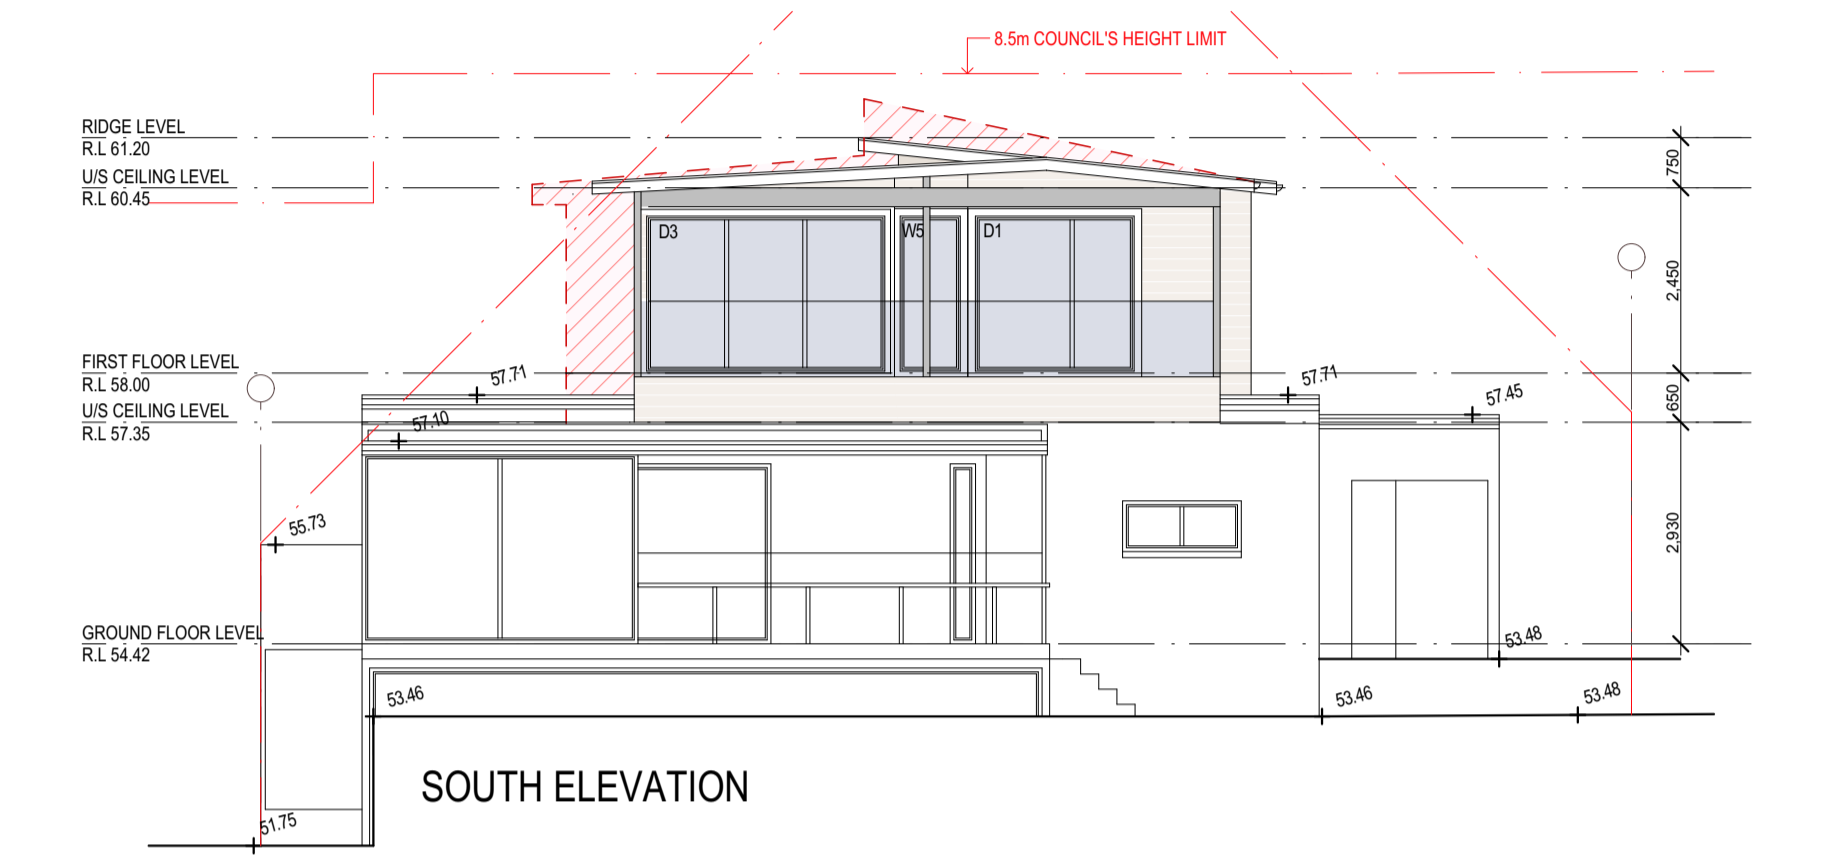 8.5m COUNCIL'S HEIGHT LIMIT
RIDGE LEVEL
R.L 61.20
U/S CEILING LEVEL
R.L 60.45
750
D3
W5
D1
2,450
FIRST FLOOR LEVEL
R.L 58.00
57.71
57.71
650
57.45
U/S CEILING LEVEL
R.L 57.35
57.10
55.73
2,930
GROUND FLOOR LEVEL
R.L 54.42
53.48
53.46
53.46
53.48
SOUTH ELEVATION
51.75